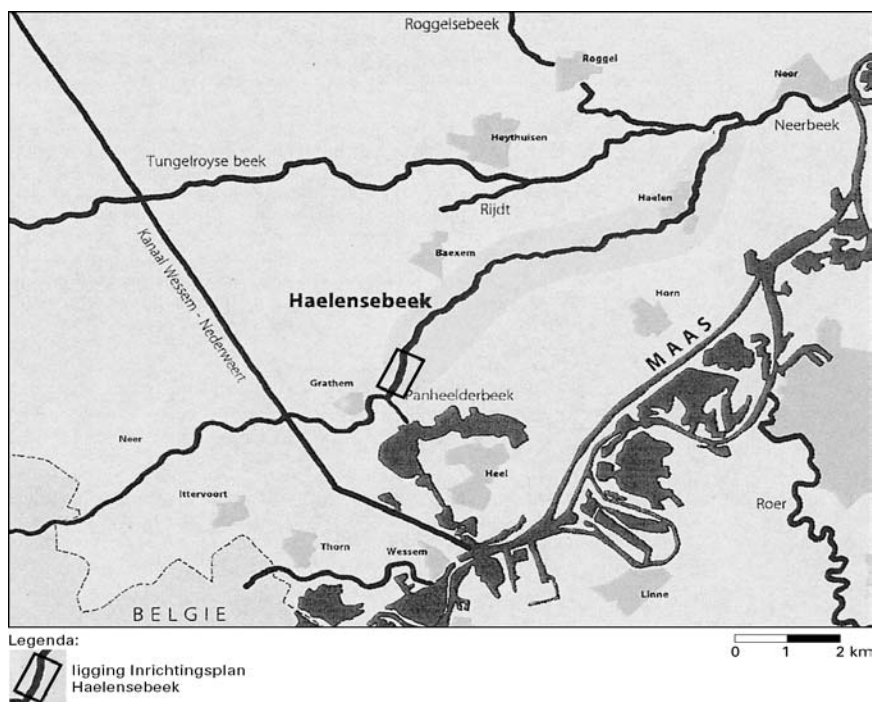 Roggelsebeek
Roggel
Neer
Neerbeek
Heythuisen
Tungelroyse beek
Rijdt
Haelen
Baexem
Kanaal Wessem - Nederweert
Haelensebeek
Horn
MAAS
Grathem
Panheelderbeek
Neer
Heel
Ittervoort
Roer
Thorn
Wessem
Linne
BELGIE
Legenda:
ligging Inrichtingsplan
Haelensebeek
0 1 2 km